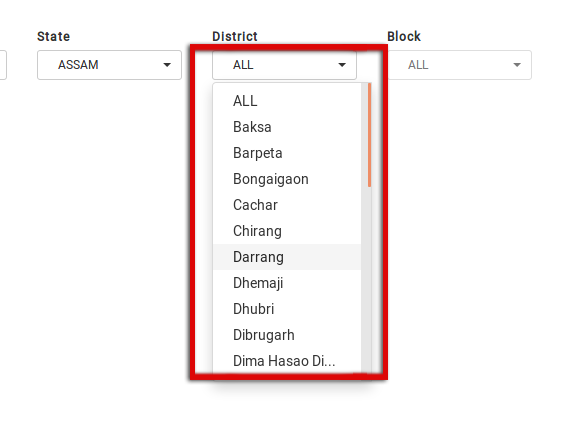 State District Block
ASSAM ALL ALL
ALL
Baksa
Barpeta
Bongaigaon
Cachar
Chirang
Darrang
Dhemaji
Dhubri
Dibrugarh
Dima Hasao Di...